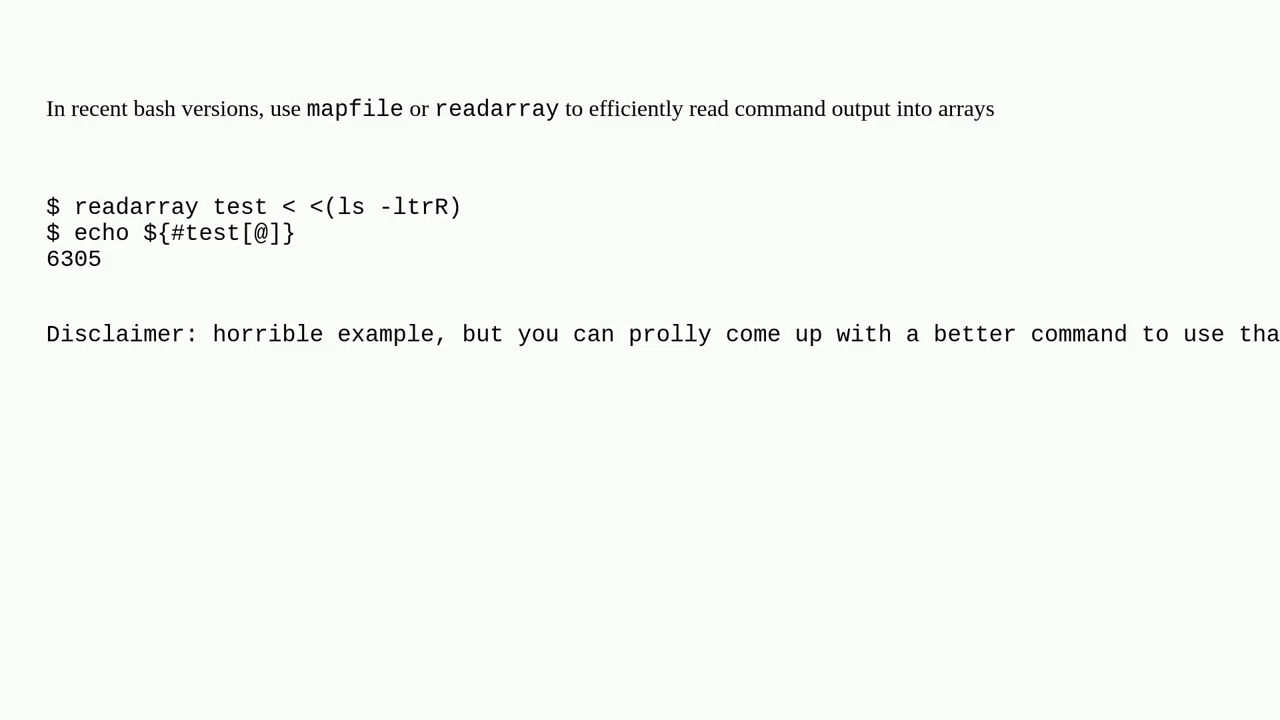 In recent bash versions, use mapfile or readarray to efficiently read command output into arrays
$ readarray test < <(ls -ltrR)
$ echo ${#test[@]}
6305
Disclaimer: horrible example, but you can prolly come up with a better command to use